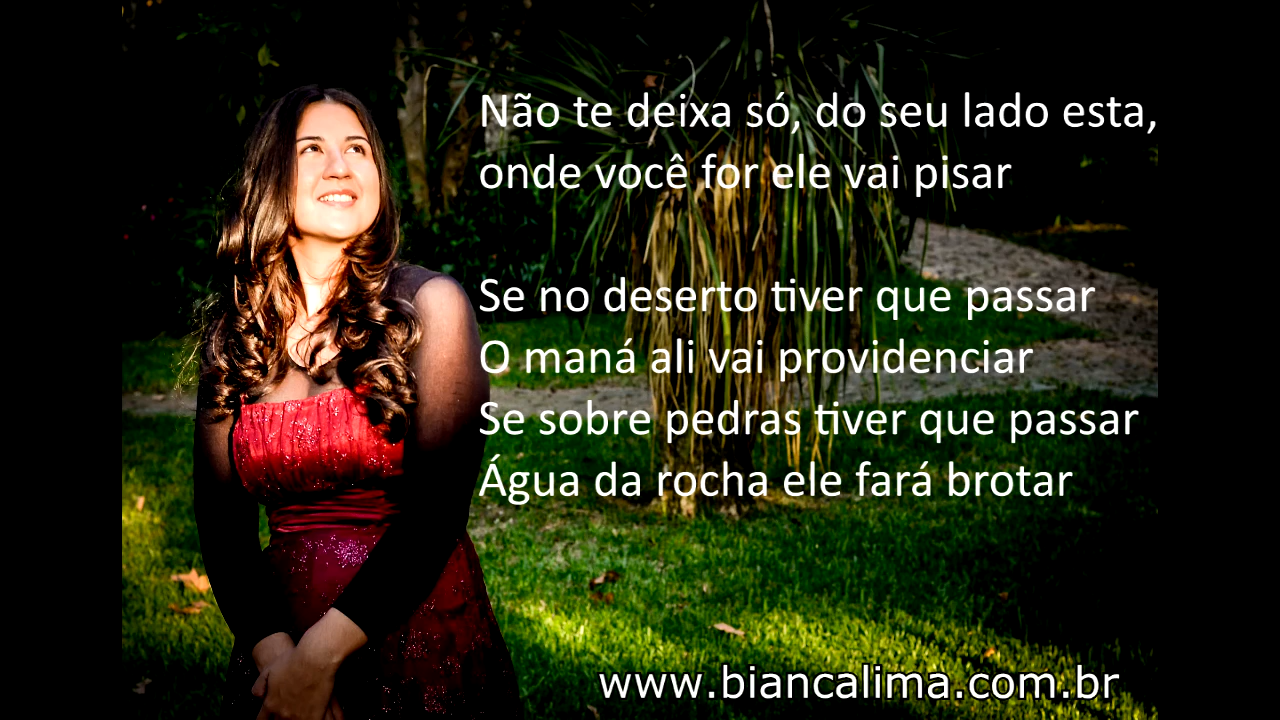 Não te deixa só, do seu lado esta,
onde você for ele vai pisar
Se no deserto tiver que passar
O maná ali vai providenciar
Se sobre pedras tiver que passar
Água da rocha ele fará brotar
www.biancalima.com.br